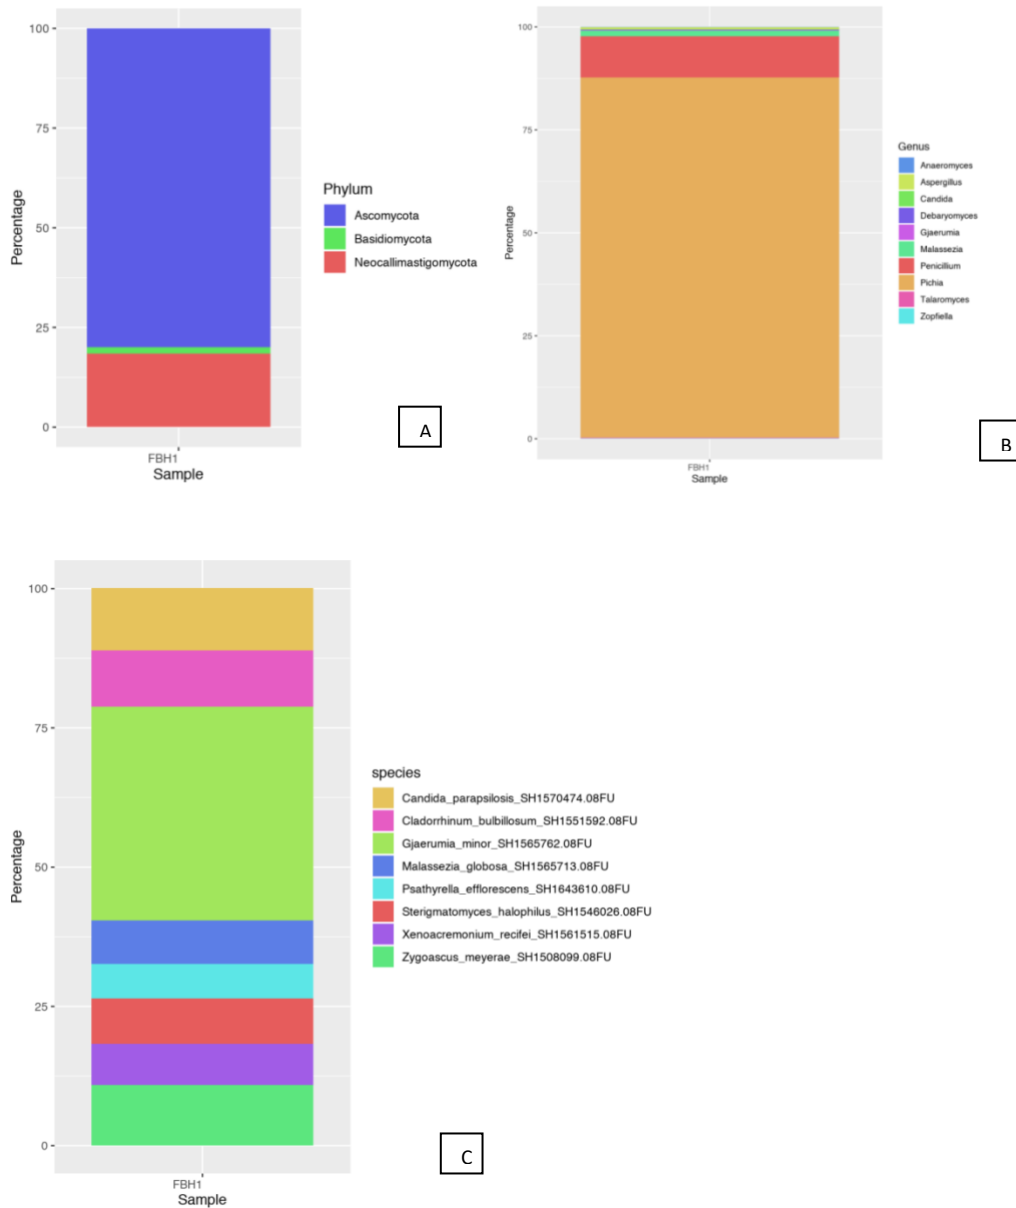 100
75
50
25
0
Percentage
FBH1
Sample
Phylum
Ascomycota
Basidiomycota
Neocallimastigomycota
A
100
75
50
25
0
Percentage
FBH1
Sample
Genus
Anaeromyces
Aspergillus
Candida
Debaryomyces
Gjaerumia
Malassezia
Penicillium
Pichia
Talaromyces
Zopfiella
B
100
75
50
25
0
Percentage
FBH1
Sample
species
Candida_parapsilosis_SH1570474.08FU
Cladorrhinum_bulbillosum_SH1551592.08FU
Gjaerumia_minor_SH1565762.08FU
Malassezia_globosa_SH1565713.08FU
Psathyrella_efflorescens_SH1643610.08FU
Sterigmatomyces_halophilus_SH1546026.08FU
Xenoacremonium_recifei_SH1561515.08FU
Zygoascus_meyerae_SH1508099.08FU
C